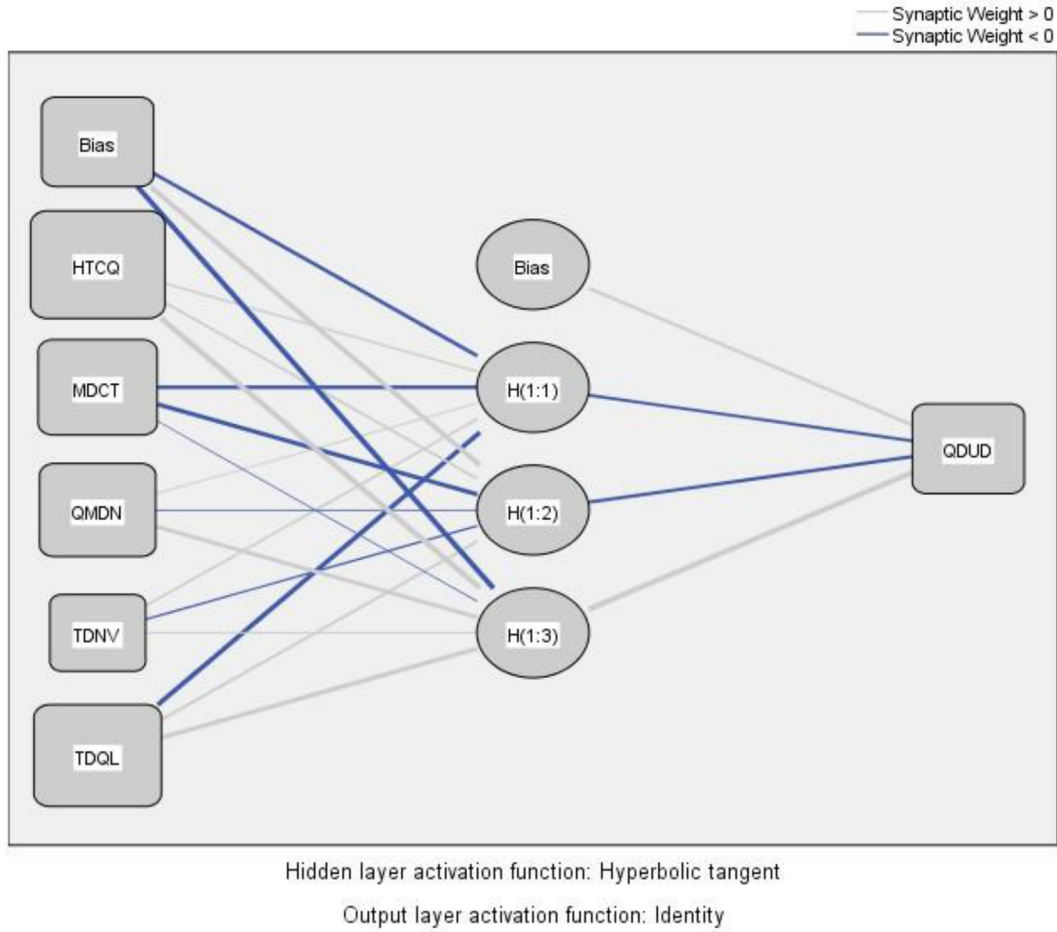 Synaptic Weight > 0
Synaptic Weight < 0
Bias
HTCQ
MDCT
QMDN
TDNV
TDQL
Bias
H(1:1)
H(1:2)
H(1:3)
QDUD
Hidden layer activation function: Hyperbolic tangent
Output layer activation function: Identity